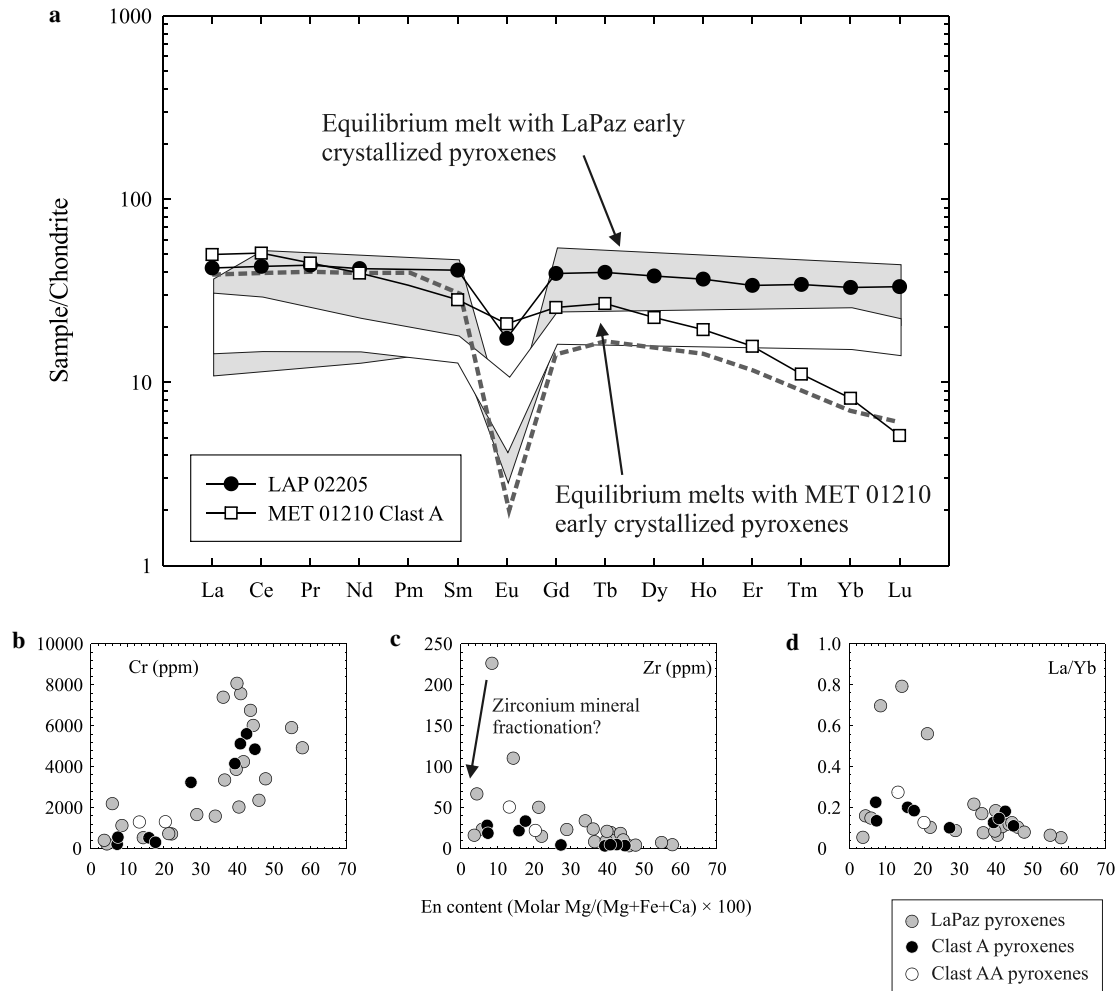 a
1000
100
10
1
Sample/Chondrite
Equilibrium melt with LaPaz early
crystallized pyroxenes
Equilibrium melts with MET 01210
early crystallized pyroxenes
LAP 02205
MET 01210 Clast A
La Ce Pr Nd Pm Sm Eu Gd Tb Dy Ho Er Tm Yb Lu
b
Cr (ppm)
10000
8000
6000
4000
2000
0
0 10 20 30 40 50 60 70
c
Zr (ppm)
Zirconium mineral
fractionation?
250
200
150
100
50
0
0 10 20 30 40 50 60 70
d
La/Yb
1.0
0.8
0.6
0.4
0.2
0
0 10 20 30 40 50 60 70
En content (Molar Mg/(Mg+Fe+Ca) × 100)
LaPaz pyroxenes
Clast A pyroxenes
Clast AA pyroxenes